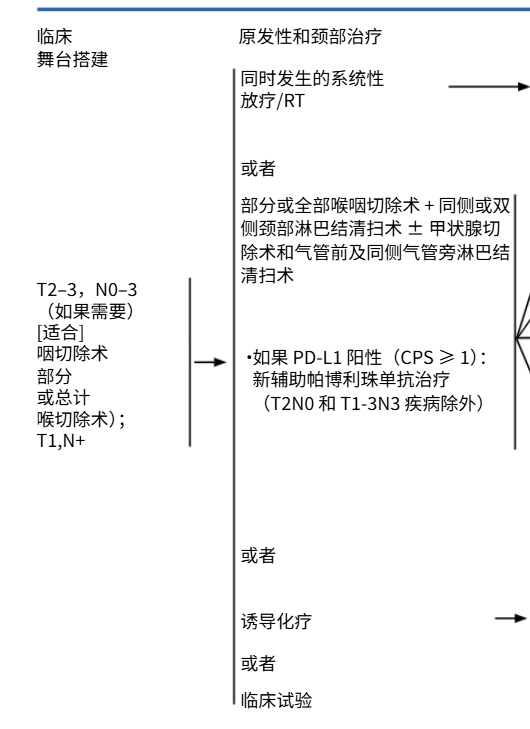 临床
舞台搭建
原发性和颈部治疗
同时发生的系统性
放疗/RT
或者
部分或全部喉咽切除术 + 同侧或双
侧颈部淋巴结清扫术 ± 甲状腺切
除术和气管前及同侧气管旁淋巴结
清扫术
T2–3，N0–3
（如果需要）
[适合]
咽切除术
部分
或总计
喉切除术）；
T1,N+
•如果 PD-L1 阳性（CPS ≥ 1）：
新辅助帕博利珠单抗治疗
（T2N0 和 T1-3N3 疾病除外）
或者
诱导化疗
或者
临床试验